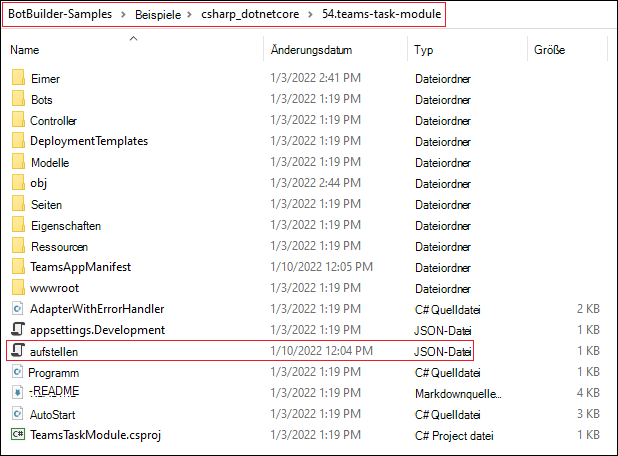 BotBuilder-Samples > Beispiele > csharp_dotnetcore > 54.teams-task-module
Name Änderungsdatum Typ Größe
Eimer 1/3/2022 2:41 PM Dateiordner
Bots 1/3/2022 1:19 PM Dateiordner
Controller 1/3/2022 1:19 PM Dateiordner
DeploymentTemplates 1/3/2022 1:19 PM Dateiordner
Modelle 1/3/2022 1:19 PM Dateiordner
obj 1/3/2022 2:44 PM Dateiordner
Seiten 1/3/2022 1:19 PM Dateiordner
Eigenschaften 1/3/2022 1:19 PM Dateiordner
Ressourcen 1/3/2022 1:19 PM Dateiordner
TeamsAppManifest 1/10/2022 12:05 PM Dateiordner
wwwroot 1/3/2022 1:19 PM Dateiordner
AdapterWithErrorHandler 1/3/2022 1:19 PM C# Quelldatei 2 KB
appsettings.Development 1/3/2022 1:19 PM JSON-Datei 1 KB
aufstellen 1/10/2022 12:04 PM JSON-Datei 1 KB
Programm 1/3/2022 1:19 PM C# Quelldatei 1 KB
-README 1/3/2022 1:19 PM Markdownquelle... 4 KB
AutoStart 1/3/2022 1:19 PM C# Quelldatei 3 KB
TeamsTaskModule.csproj 1/3/2022 1:19 PM C# Project datei 1 KB